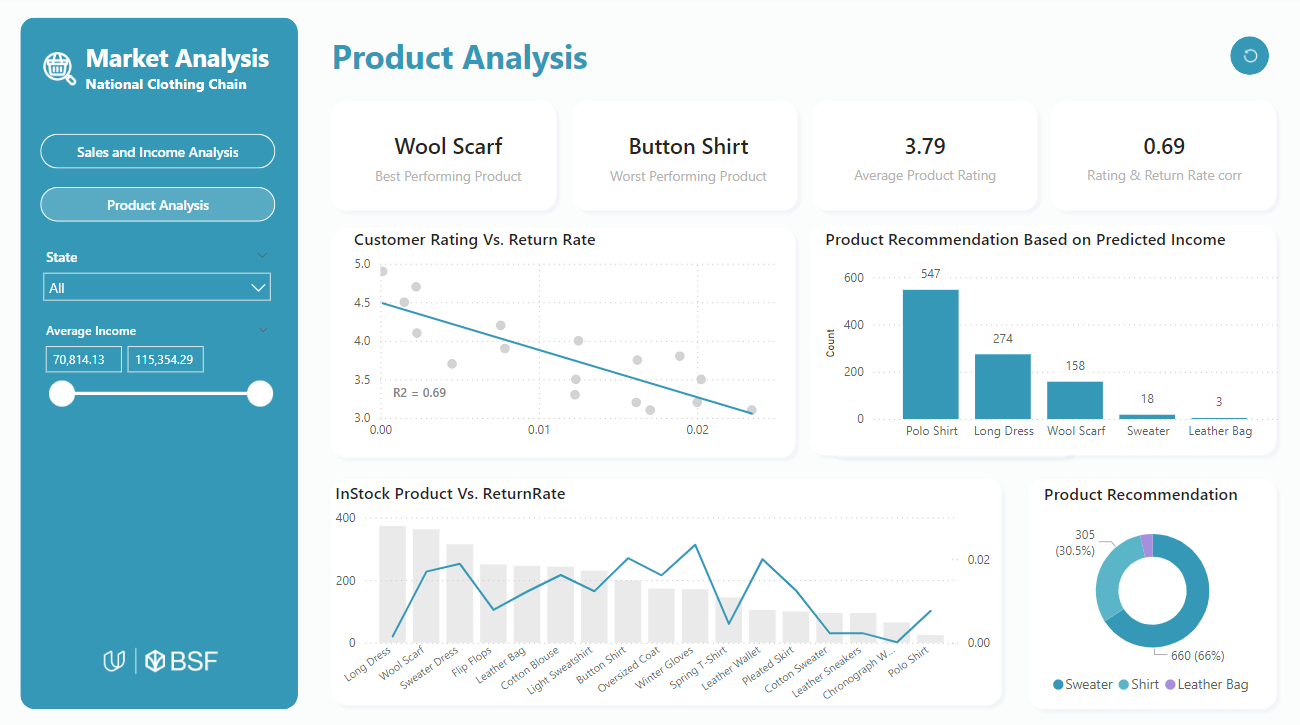 Market Analysis
National Clothing Chain
Sales and Income Analysis
Product Analysis
State
All
Average Income
70,814.13 115,354.29
BSF
Product Analysis
Wool Scarf
Best Performing Product
Button Shirt
Worst Performing Product
3.79
Average Product Rating
0.69
Rating & Return Rate corr
Customer Rating Vs. Return Rate
5.0
4.5
4.0
3.5
3.0
R2 = 0.69
0.00 0.01 0.02
Product Recommendation Based on Predicted Income
Count
600
400
200
0
547
274
158
18
3
Polo Shirt Long Dress Wool Scarf Sweater Leather Bag
InStock Product Vs. ReturnRate
400
200
0
0.02
0.00
Long Dress
Wool Scarf
Sweater Dress
Flip Flops
Leather Bag
Cotton Blouse
Light Sweatshirt
Button Shirt
Oversized Coat
Winter Gloves
Spring T-Shirt
Leather Wallet
Pleated Skirt
Cotton Sweater
Leather Sneakers
Chronograph W...
Polo Shirt
Product Recommendation
305
(30.5%)
660 (66%)
Sweater Shirt Leather Bag